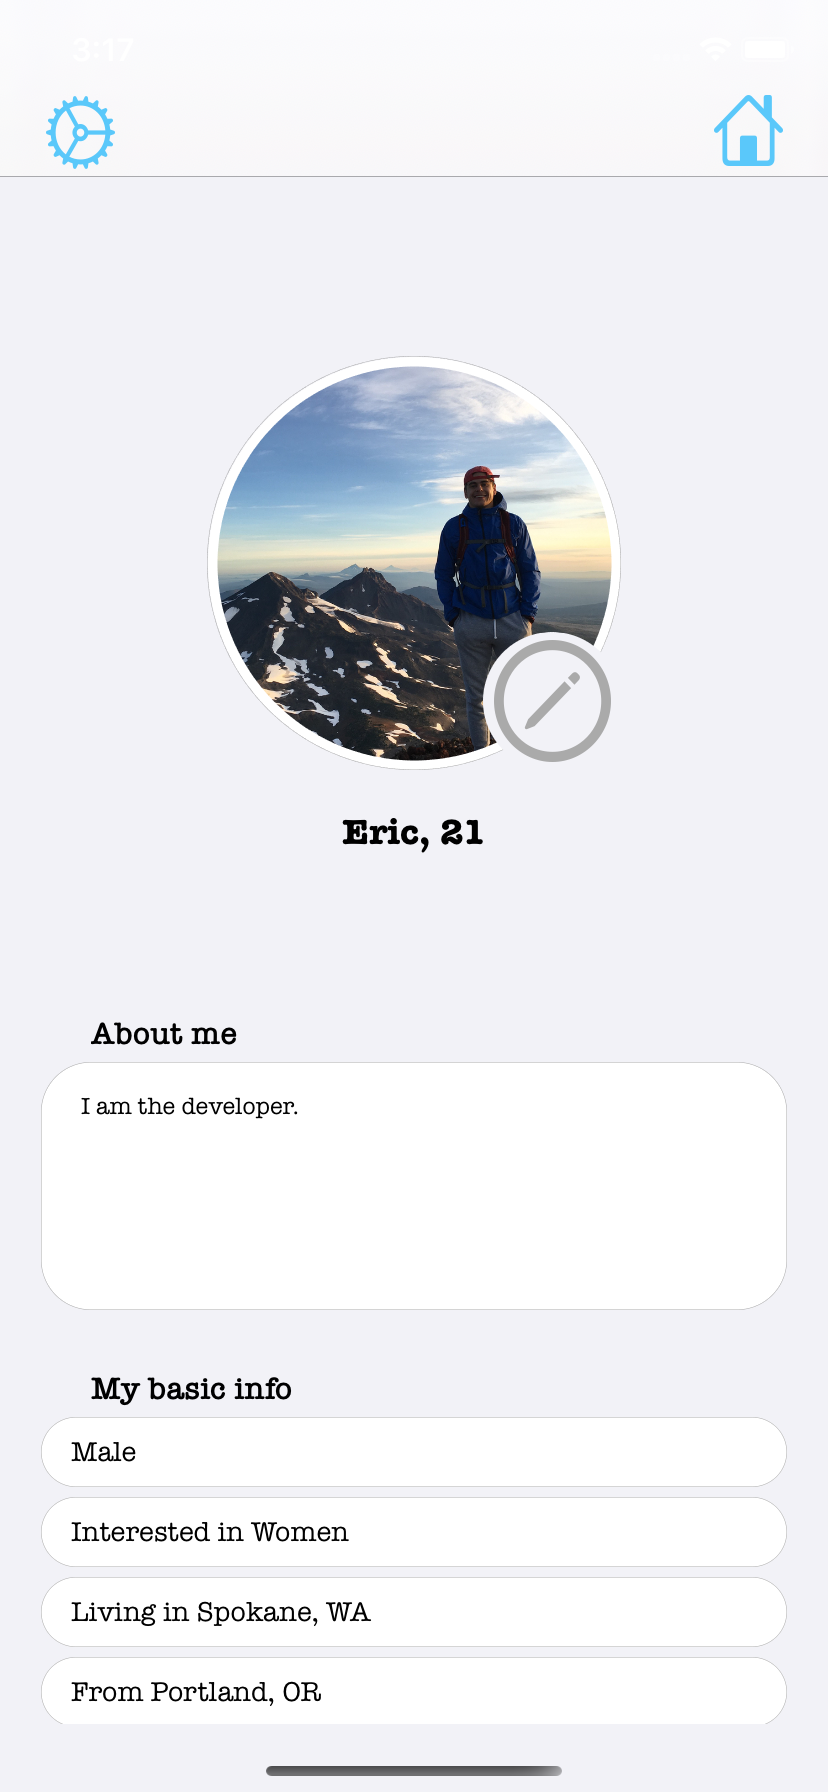 3:17
Eric, 21
About me
I am the developer.
My basic info
Male
Interested in Women
Living in Spokane, WA
From Portland, OR